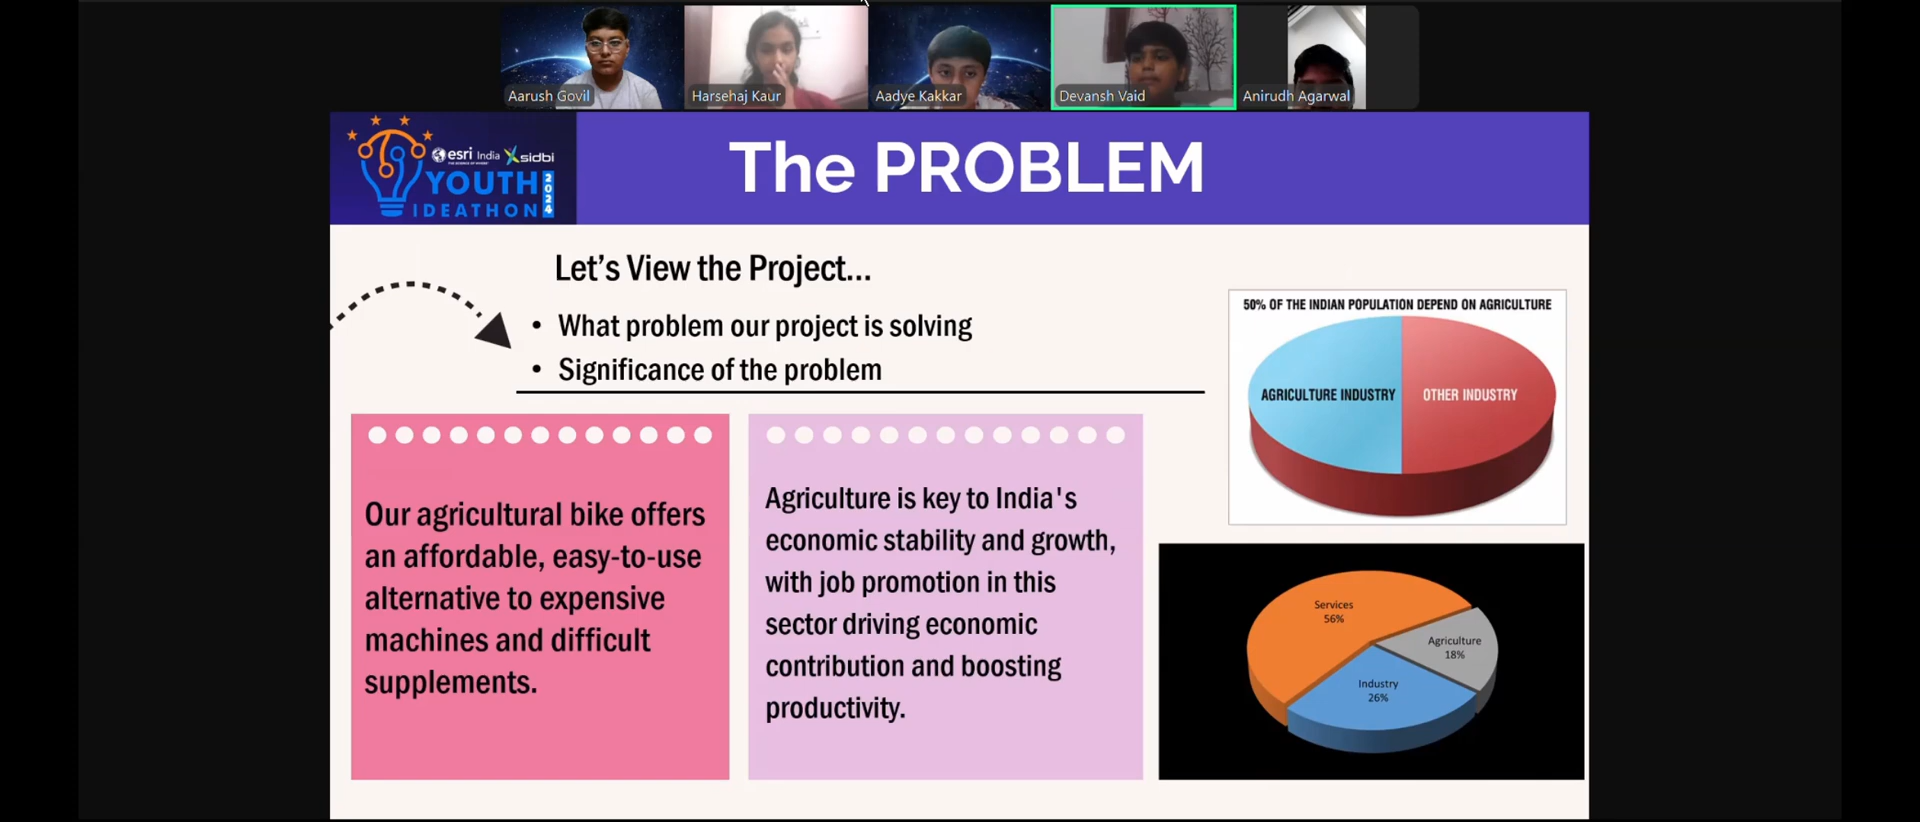 Aarush Govil
Harsehaj Kaur
Aadye Kakkar
Devansh Vaid
Anirudh Agarwal
esri India
sidbi
YOUTH
2024
IDEATHON
The PROBLEM
Let's View the Project...
• What problem our project is solving
• Significance of the problem
50% OF THE INDIAN POPULATION DEPEND ON AGRICULTURE
AGRICULTURE INDUSTRY
OTHER INDUSTRY
Our agricultural bike offers
an affordable, easy-to-use
alternative to expensive
machines and difficult
supplements.
Agriculture is key to India's
economic stability and growth,
with job promotion in this
sector driving economic
contribution and boosting
productivity.
Services
56%
Agriculture
18%
Industry
26%